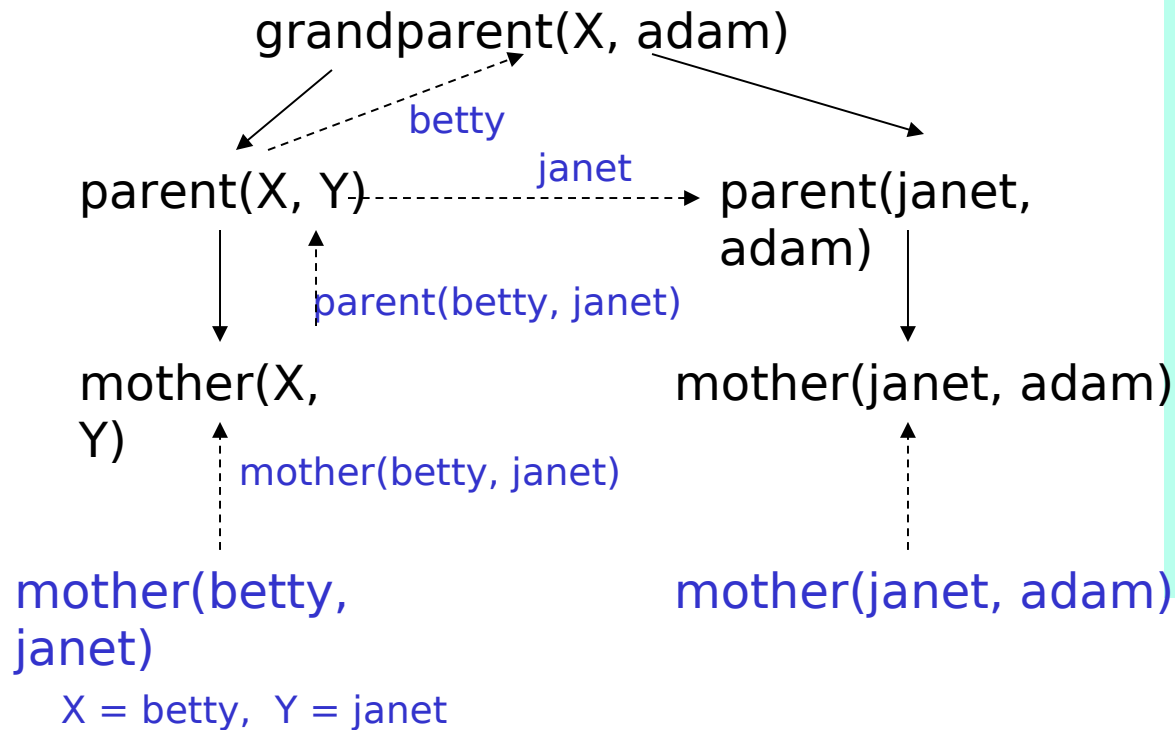 grandparent(X, adam)
betty
janet
parent(X, Y)
parent(janet,
adam)
parent(betty, janet)
mother(X,
Y)
mother(janet, adam)
mother(betty, janet)
mother(betty,
janet)
mother(janet, adam)
X = betty, Y = janet